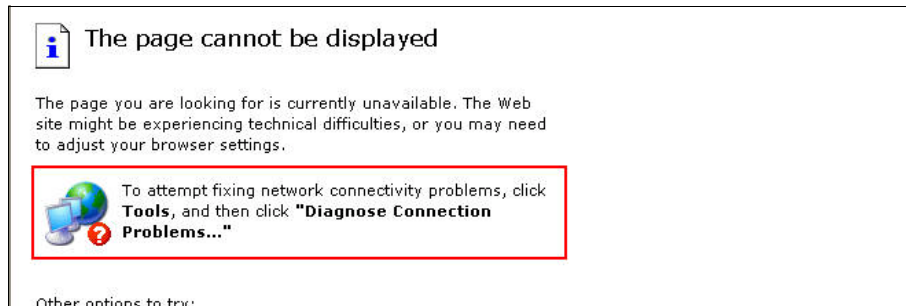 The page cannot be displayed
The page you are looking for is currently unavailable. The Web
site might be experiencing technical difficulties, or you may need
to adjust your browser settings.
To attempt fixing network connectivity problems, click
Tools, and then click "Diagnose Connection
Problems..."
Other options to try: